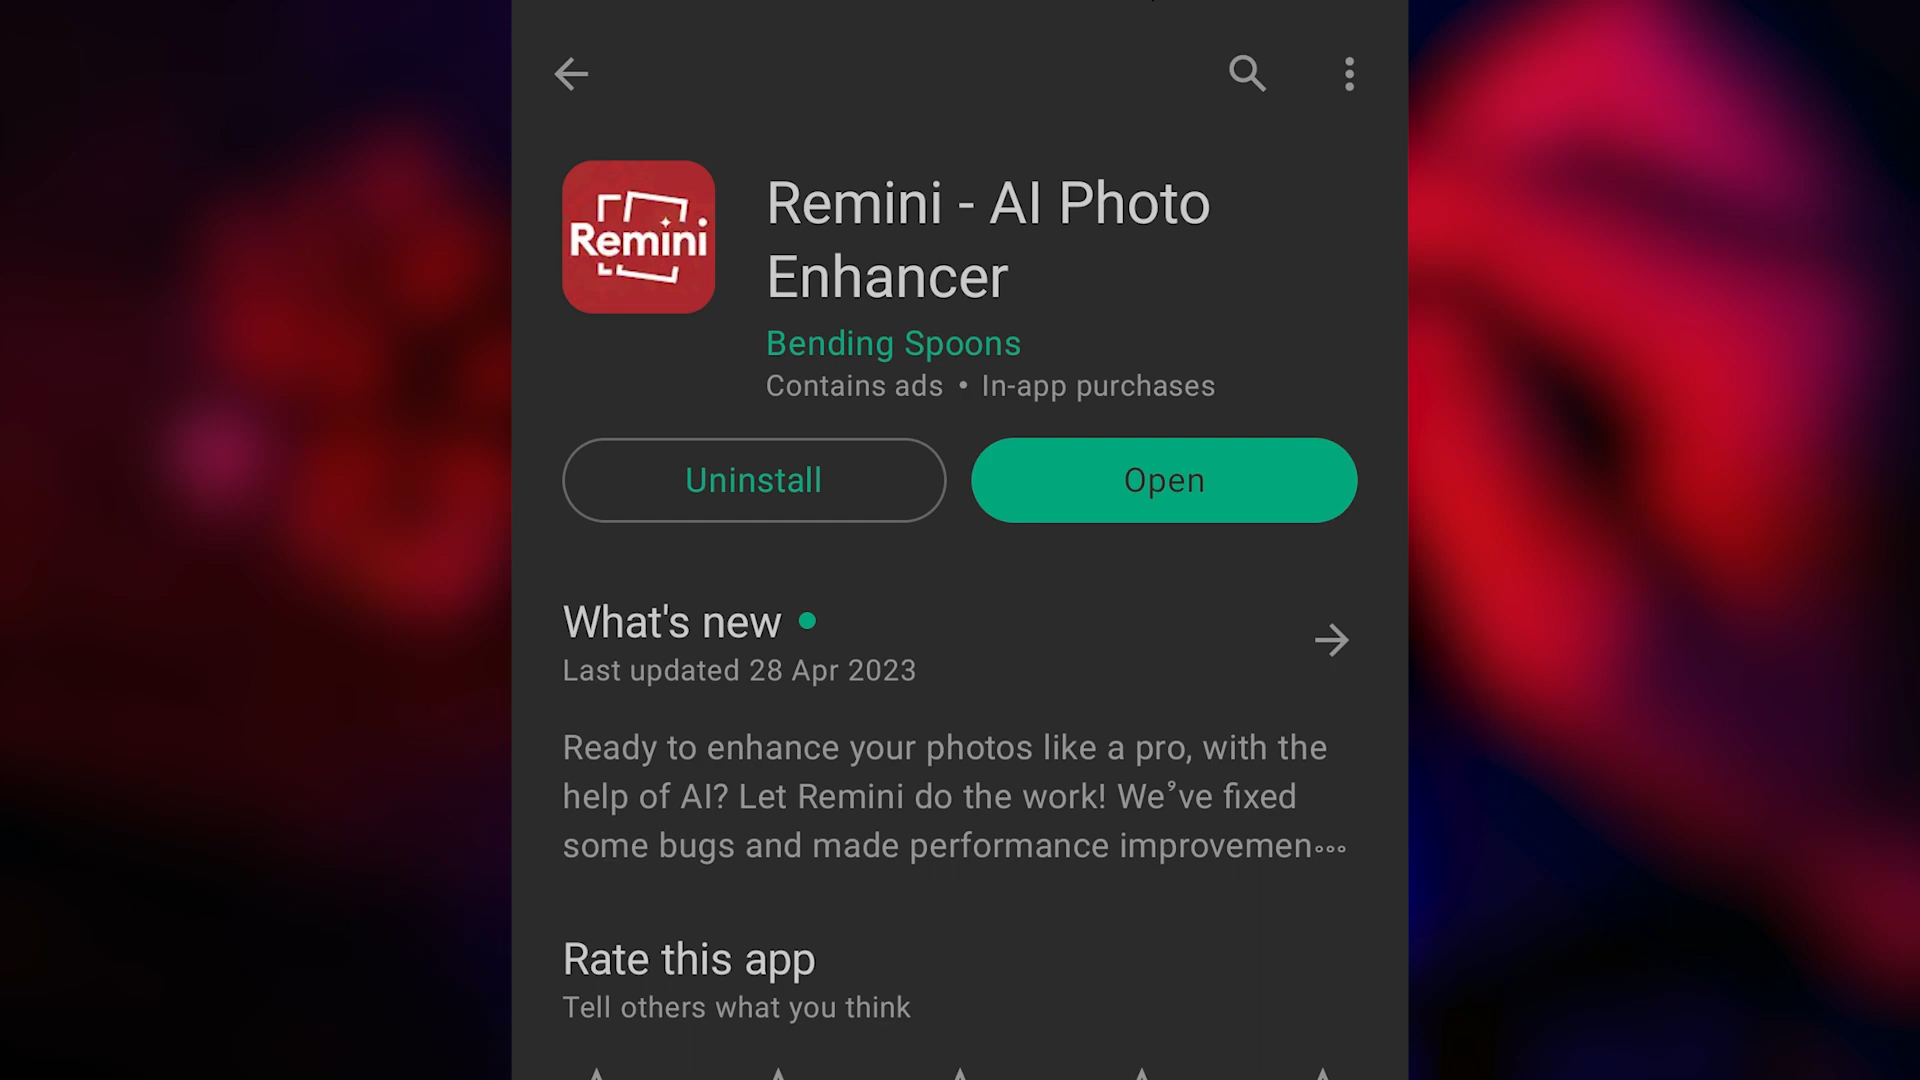 Remini
Remini - AI Photo
Enhancer
Bending Spoons
Contains ads • In-app purchases
Uninstall
Open
What's new
Last updated 28 Apr 2023
Ready to enhance your photos like a pro, with the
help of AI? Let Remini do the work! We’ve fixed
some bugs and made performance improvemen...
Rate this app
Tell others what you think